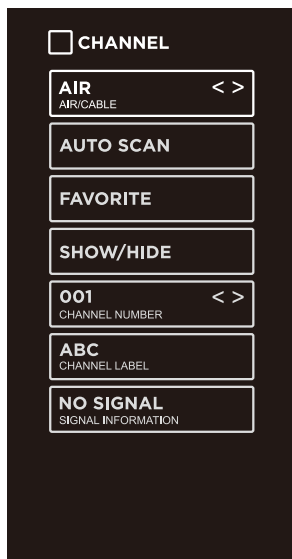 CHANNEL
AIR < >
AIR/CABLE
AUTO SCAN
FAVORITE
SHOW/HIDE
001 < >
CHANNEL NUMBER
ABC
CHANNEL LABEL
NO SIGNAL
SIGNAL INFORMATION